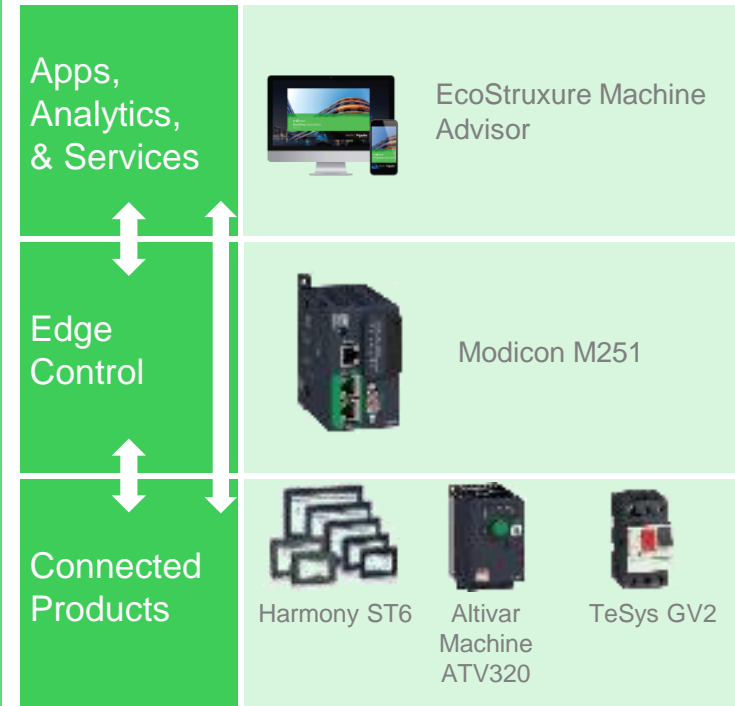 Apps,
Analytics,
& Services
EcoStruxure Machine
Advisor
Edge
Control
Modicon M251
Connected
Products
Harmony ST6
Altivar
Machine
ATV320
TeSys GV2